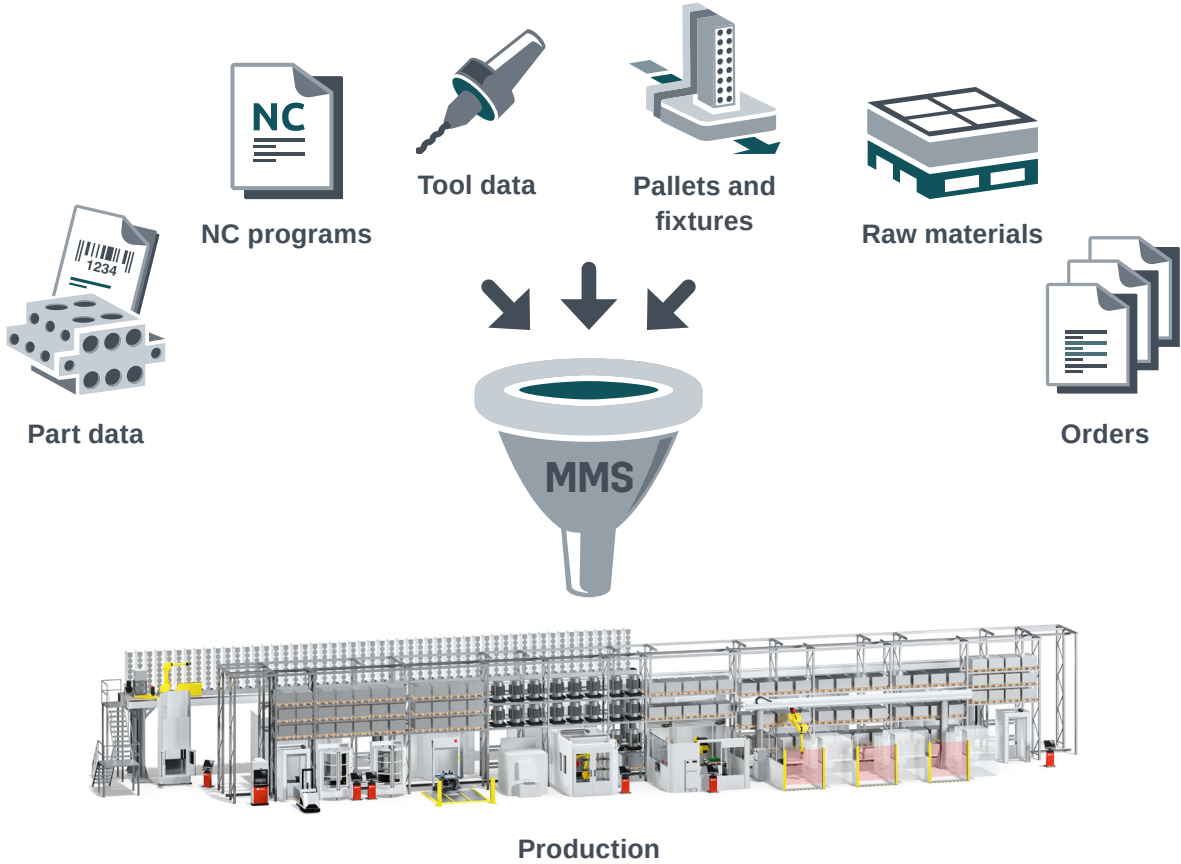 NC
Tool data
Pallets and
fixtures
NC programs
Raw materials
1234
Part data
Orders
MMS
Production